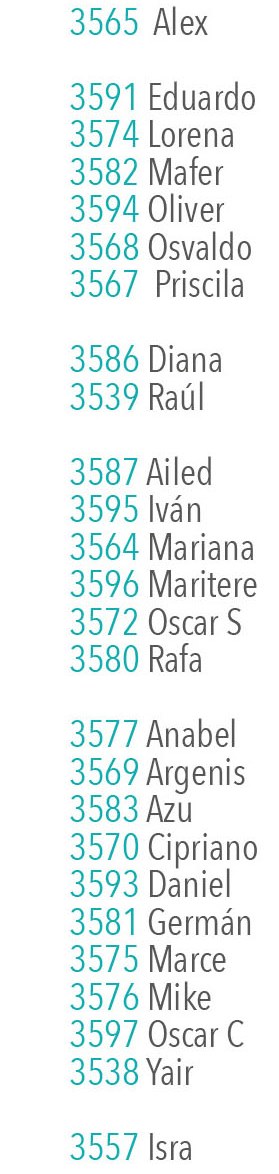 3565 Alex
3591 Eduardo
3574 Lorena
3582 Mafer
3594 Oliver
3568 Osvaldo
3567 Priscila
3586 Diana
3539 Raúl
3587 Ailed
3595 Iván
3564 Mariana
3596 Maritere
3572 Oscar S
3580 Rafa
3577 Anabel
3569 Argenis
3583 Azu
3570 Cipriano
3593 Daniel
3581 Germán
3575 Marce
3576 Mike
3597 Oscar C
3538 Yair
3557 Isra